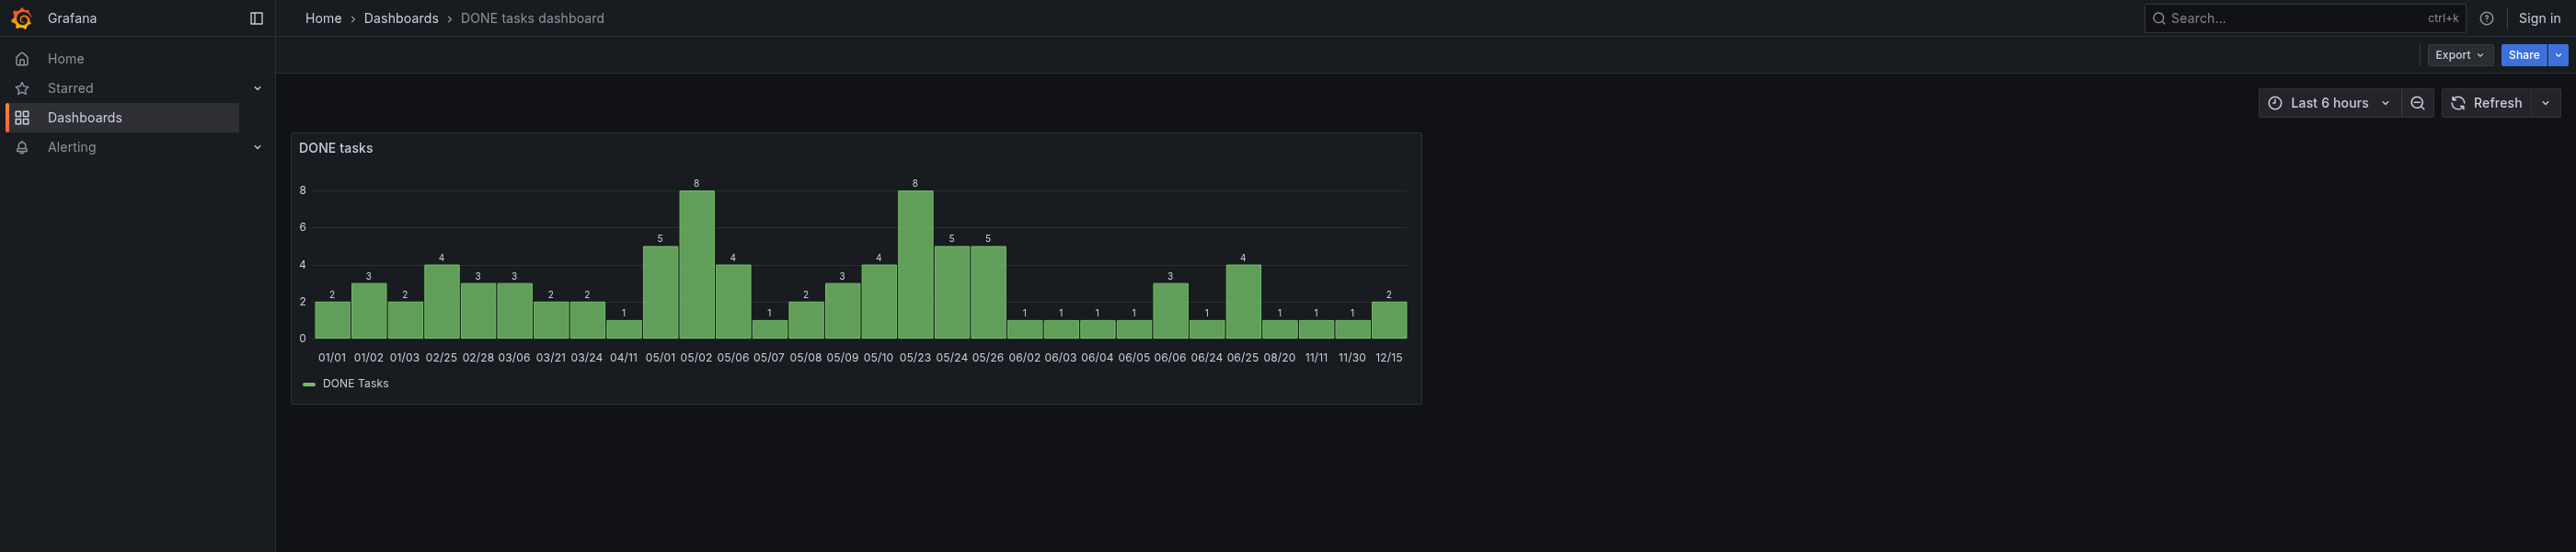 Grafana
Home › Dashboards › DONE tasks dashboard
Search...
ctrl+k
Sign in
Home
Starred
Dashboards
Alerting
Export
Share
Last 6 hours
Refresh
DONE tasks
8
6
4
2
0
2 3 2 4 3 3 2 2 1 5 8 4 1 2 3 4 8 5 5 1 1 1 1 3 1 4 1 1 1 2
01/01 01/02 01/03 02/25 02/28 03/06 03/21 03/24 04/11 05/01 05/02 05/06 05/07 05/08 05/09 05/10 05/23 05/24 05/26 06/02 06/03 06/04 06/05 06/06 06/24 06/25 08/20 11/11 11/30 12/15
DONE Tasks